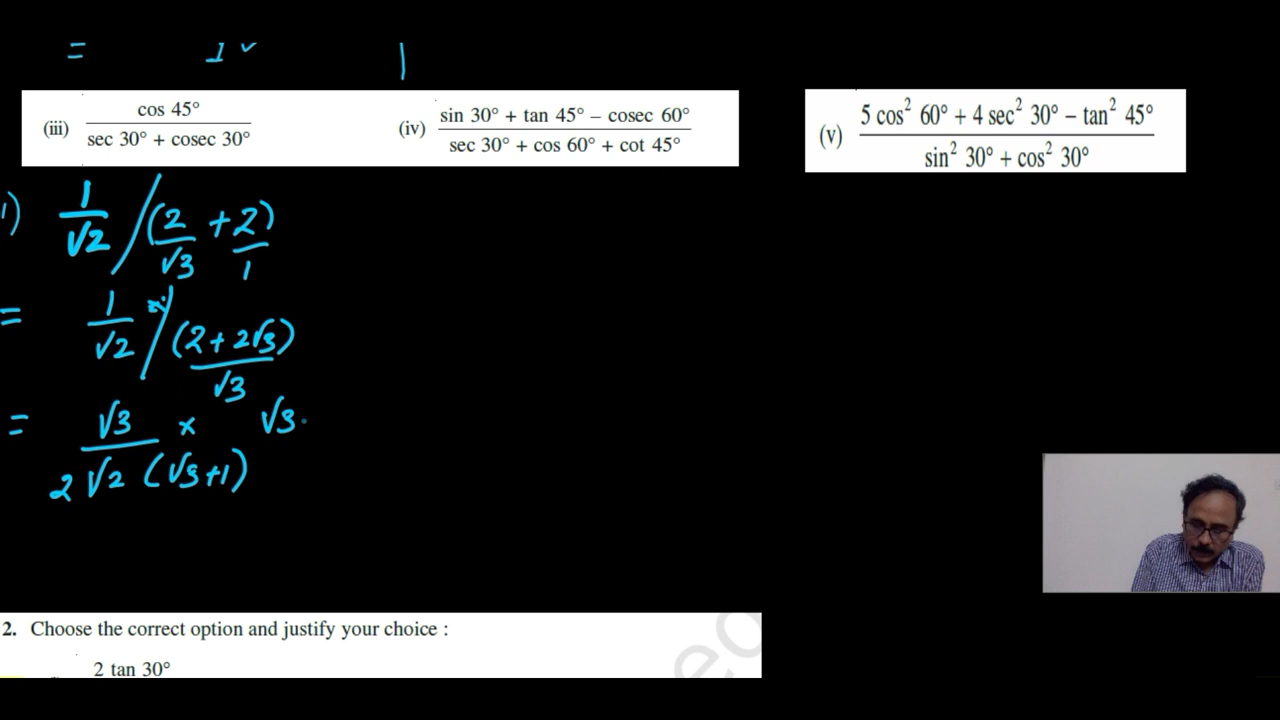 = 1
(iii) cos 45° / sec 30° + cosec 30° (iv) sin 30° + tan 45° – cosec 60° / sec 30° + cos 60° + cot 45° (v) 5 cos² 60° + 4 sec² 30° – tan² 45° / sin² 30° + cos² 30°
1) 1/√2 / (2/√3 + 2/1)
= 1/√2 / (2 + 2√3)/√3
= √3 / 2√2 (√3+1) × √3
2. Choose the correct option and justify your choice :
2 tan 30°